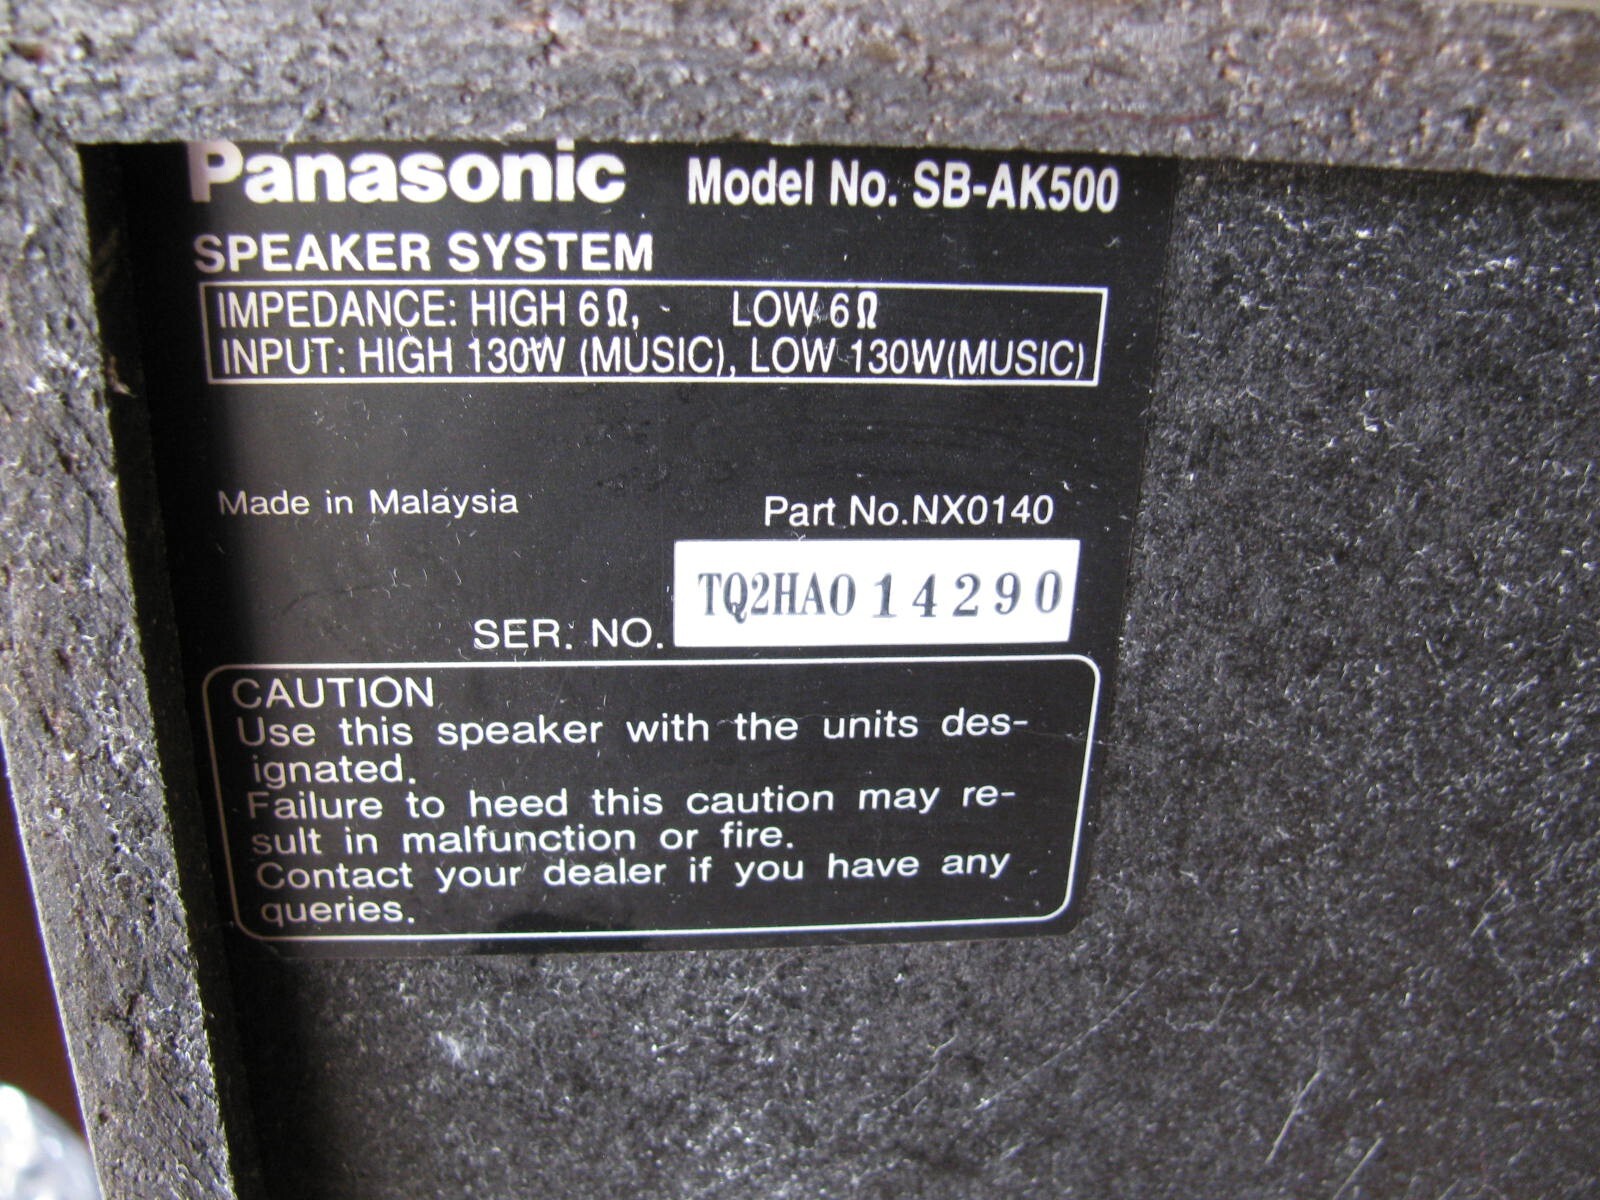 Panasonic Model No. SB-AK500
SPEAKER SYSTEM
IMPEDANCE: HIGH 6Ω, LOW 6Ω
INPUT: HIGH 130W (MUSIC), LOW 130W(MUSIC)
Made in Malaysia Part No.NX0140
SER. NO. TQ2HA014290
CAUTION
Use this speaker with the units des-
ignated.
Failure to heed this caution may re-
sult in malfunction or fire.
Contact your dealer if you have any
queries.